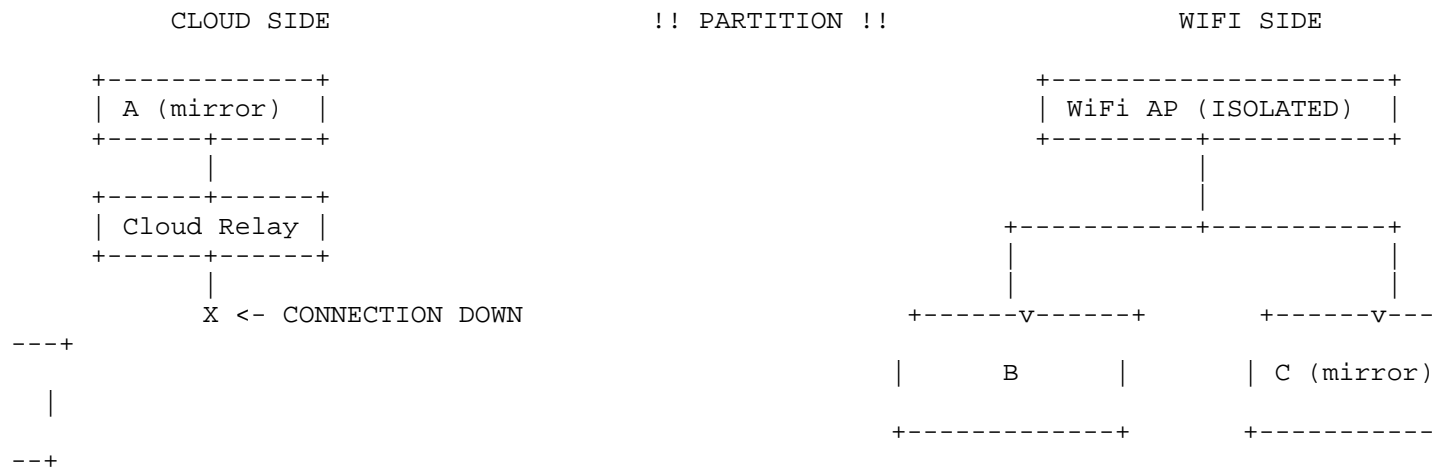 CLOUD SIDE !! PARTITION !! WIFI SIDE
+-------------+ +---------------------+
| A (mirror) | | WiFi AP (ISOLATED) |
+------+------+ +---------+-----------+
| |
+------+------+ |
| Cloud Relay | +-----------+-----------+
+------+------+ | |
| | |
X <- CONNECTION DOWN +------v------+ +------v---
---+
| B | | C (mirror)
|
+-------------+ +-----------
--+